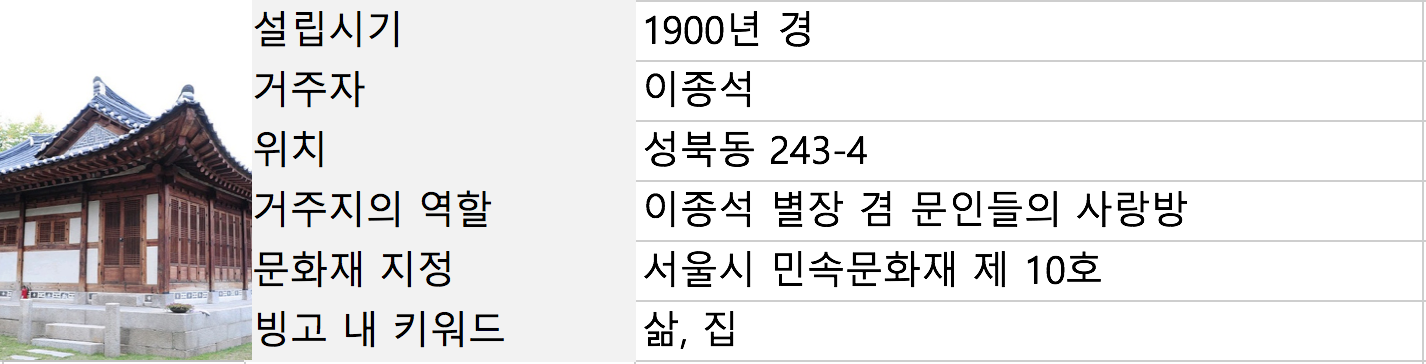 설립시기 1900년 경
거주자 이종석
위치 성북동 243-4
거주지의 역할 이종석 별장 겸 문인들의 사랑방
문화재 지정 서울시 민속문화재 제 10호
빙고 내 키워드 삶, 집